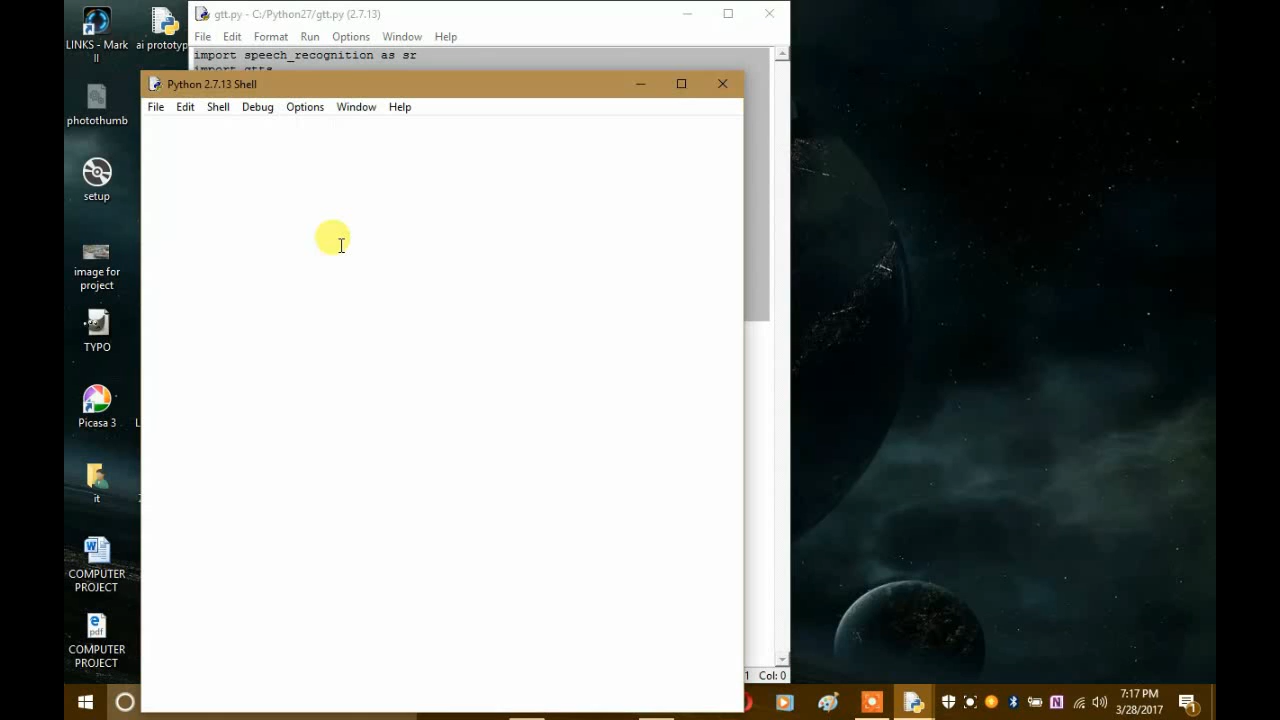 gtt.py - C:/Python27/gtt.py (2.7.13)
File Edit Format Run Options Window Help
import speech_recognition as sr
Python 2.7.13 Shell
File Edit Shell Debug Options Window Help
LINKS - Mark
II
ai prototyp
photothumb
setup
image for
project
TYPO
Picasa 3
it
COMPUTER
PROJECT
pdf
COMPUTER
PROJECT
Col: 0
7:17 PM
3/28/2017